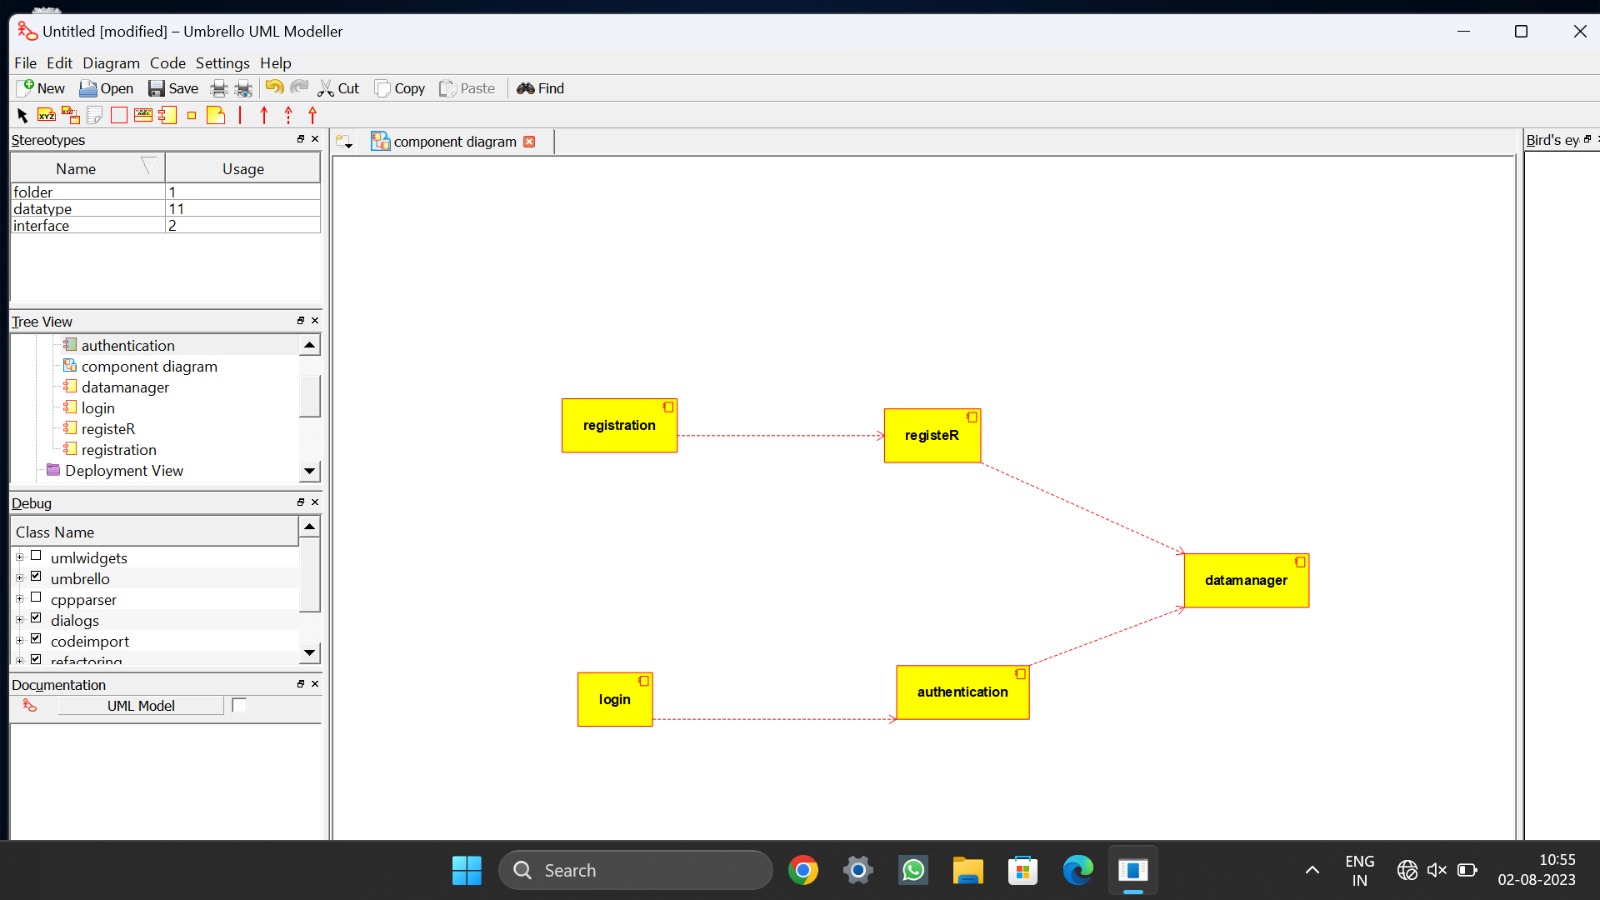 Untitled [modified] – Umbrello UML Modeller
File Edit Diagram Code Settings Help
New Open Save Cut Copy Paste Find
Stereotypes
Name Usage
folder 1
datatype 11
interface 2
Tree View
authentication
component diagram
datamanager
login
registeR
registration
Deployment View
Debug
Class Name
umlwidgets
umbrello
cppparser
dialogs
codeimport
refactoring
Documentation
UML Model
component diagram
registration
registeR
datamanager
login
authentication
Bird's ey
Search
ENG
IN
10:55
02-08-2023